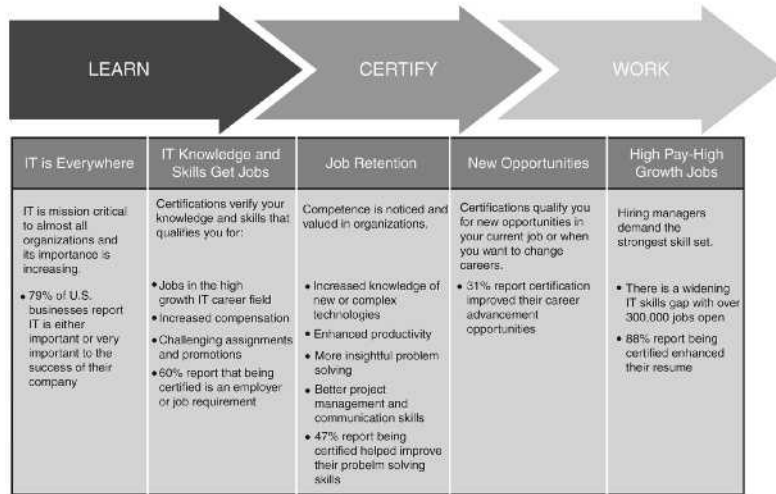 LEARN
CERTIFY
WORK
IT is Everywhere
IT is mission critical
to almost all
organizations and
its importance is
increasing.
• 79% of U.S.
businesses report
IT is either
important or very
important to the
success of their
company
IT Knowledge and
Skills Get Jobs
Certifications verify your
knowledge and skills that
qualifies you for:
•Jobs in the high
growth IT career field
•Increased compensation
•Challenging assignments
and promotions
•60% report that being
certified is an employer
or job requirement
Job Retention
Competence is noticed and
valued in organizations.
• Increased knowledge of
new or complex
technologies
• Enhanced productivity
• More insightful problem
solving
• Better project
management and
communication skills
• 47% report being
certified helped improve
their probelm solving
skills
New Opportunities
Certifications qualify you
for new opportunities in
your current job or when
you want to change
careers.
• 31% report certification
improved their career
advancement
opportunities
High Pay-High
Growth Jobs
Hiring managers
demand the
strongest skill set.
• There is a widening
IT skills gap with over
300,000 jobs open
• 88% report being
certified enhanced
their resume